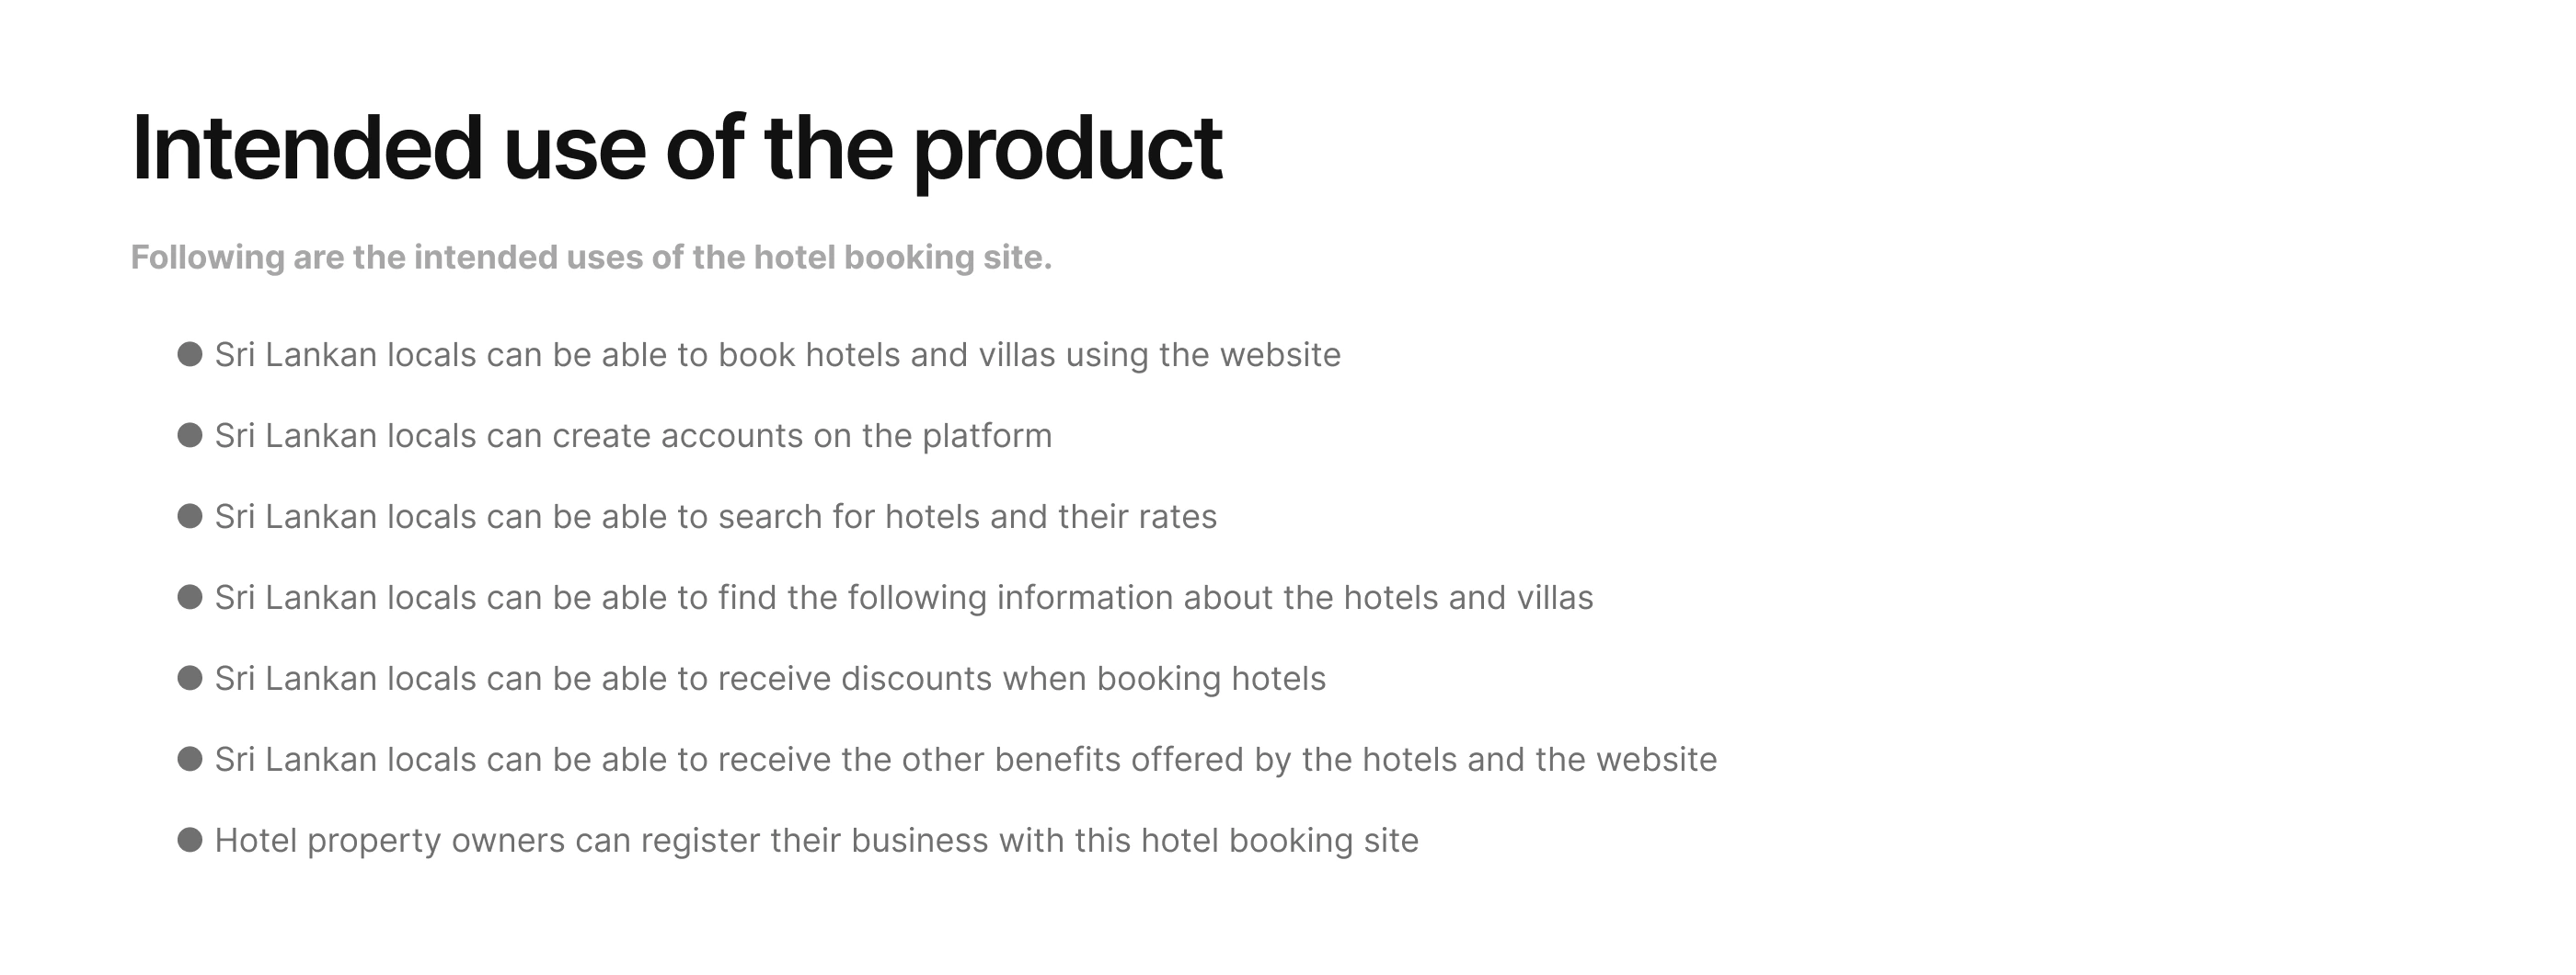 Intended use of the product
Following are the intended uses of the hotel booking site.
● Sri Lankan locals can be able to book hotels and villas using the website
● Sri Lankan locals can create accounts on the platform
● Sri Lankan locals can be able to search for hotels and their rates
● Sri Lankan locals can be able to find the following information about the hotels and villas
● Sri Lankan locals can be able to receive discounts when booking hotels
● Sri Lankan locals can be able to receive the other benefits offered by the hotels and the website
● Hotel property owners can register their business with this hotel booking site